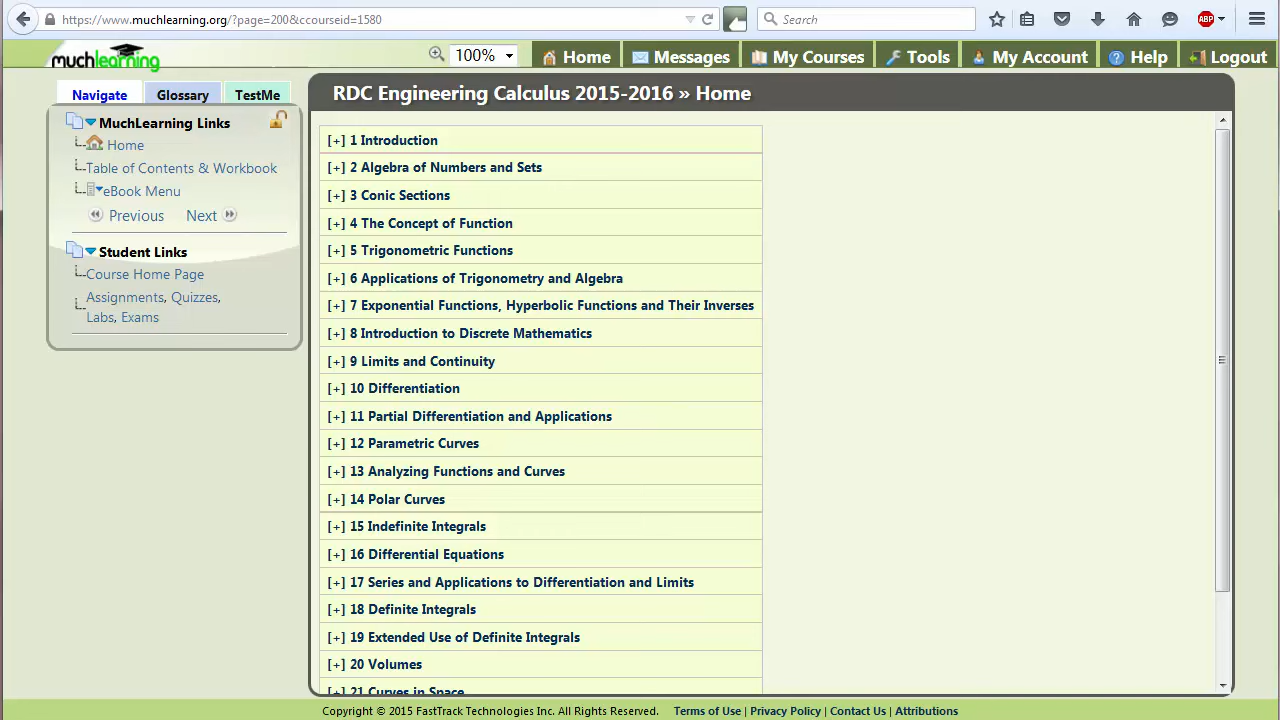 https://www.muchlearning.org/?page=200&ccourseid=1580
Search
ABP
muchlearning
100%
Home
Messages
My Courses
Tools
My Account
Help
Logout
Navigate
Glossary
TestMe
MuchLearning Links
Home
Table of Contents & Workbook
eBook Menu
Previous Next
Student Links
Course Home Page
Assignments, Quizzes,
Labs, Exams
RDC Engineering Calculus 2015-2016 » Home
[+] 1 Introduction
[+] 2 Algebra of Numbers and Sets
[+] 3 Conic Sections
[+] 4 The Concept of Function
[+] 5 Trigonometric Functions
[+] 6 Applications of Trigonometry and Algebra
[+] 7 Exponential Functions, Hyperbolic Functions and Their Inverses
[+] 8 Introduction to Discrete Mathematics
[+] 9 Limits and Continuity
[+] 10 Differentiation
[+] 11 Partial Differentiation and Applications
[+] 12 Parametric Curves
[+] 13 Analyzing Functions and Curves
[+] 14 Polar Curves
[+] 15 Indefinite Integrals
[+] 16 Differential Equations
[+] 17 Series and Applications to Differentiation and Limits
[+] 18 Definite Integrals
[+] 19 Extended Use of Definite Integrals
[+] 20 Volumes
[+] 21 Curves in Space
Copyright © 2015 FastTrack Technologies Inc. All Rights Reserved. Terms of Use | Privacy Policy | Contact Us | Attributions